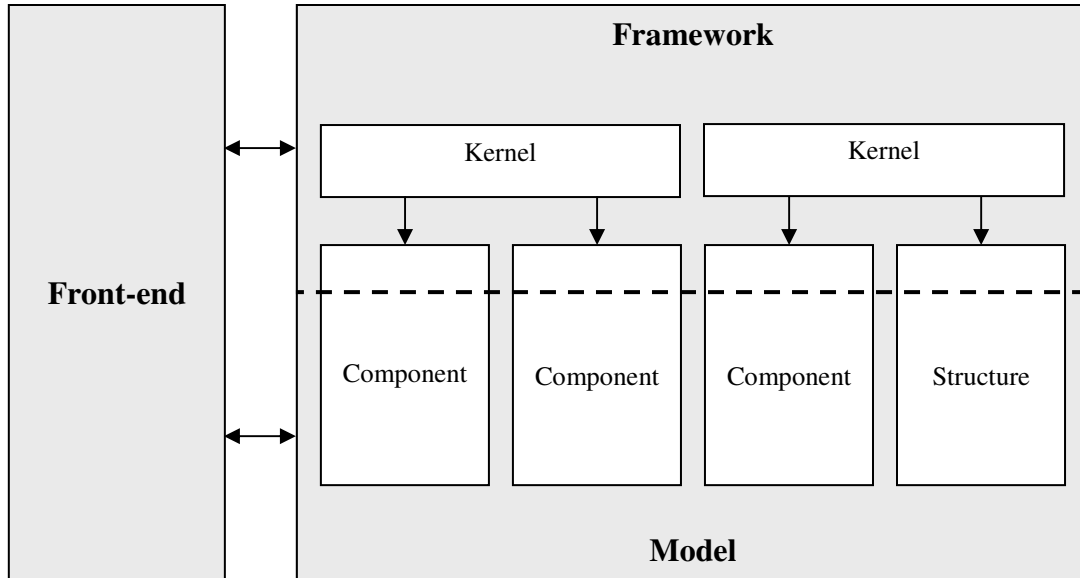 Framework
Kernel
Kernel
Front-end
Component
Component
Component
Structure
Model